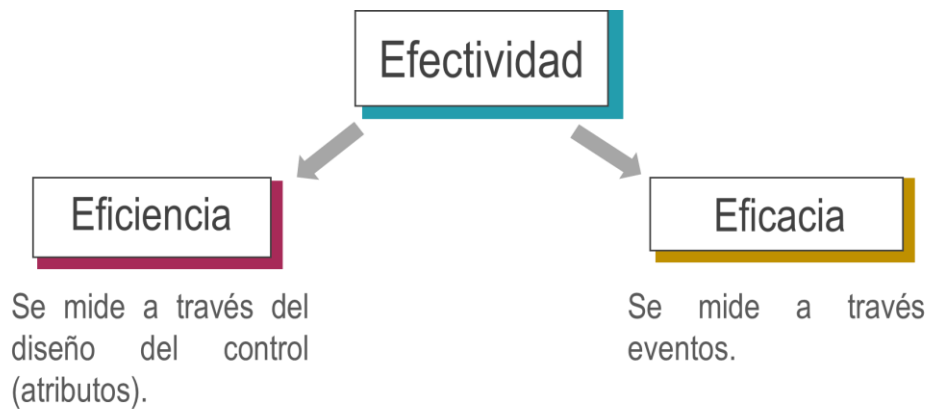 Efectividad
Eficiencia
Se mide a través del
diseño del control
(atributos).
Eficacia
Se mide a través
eventos.